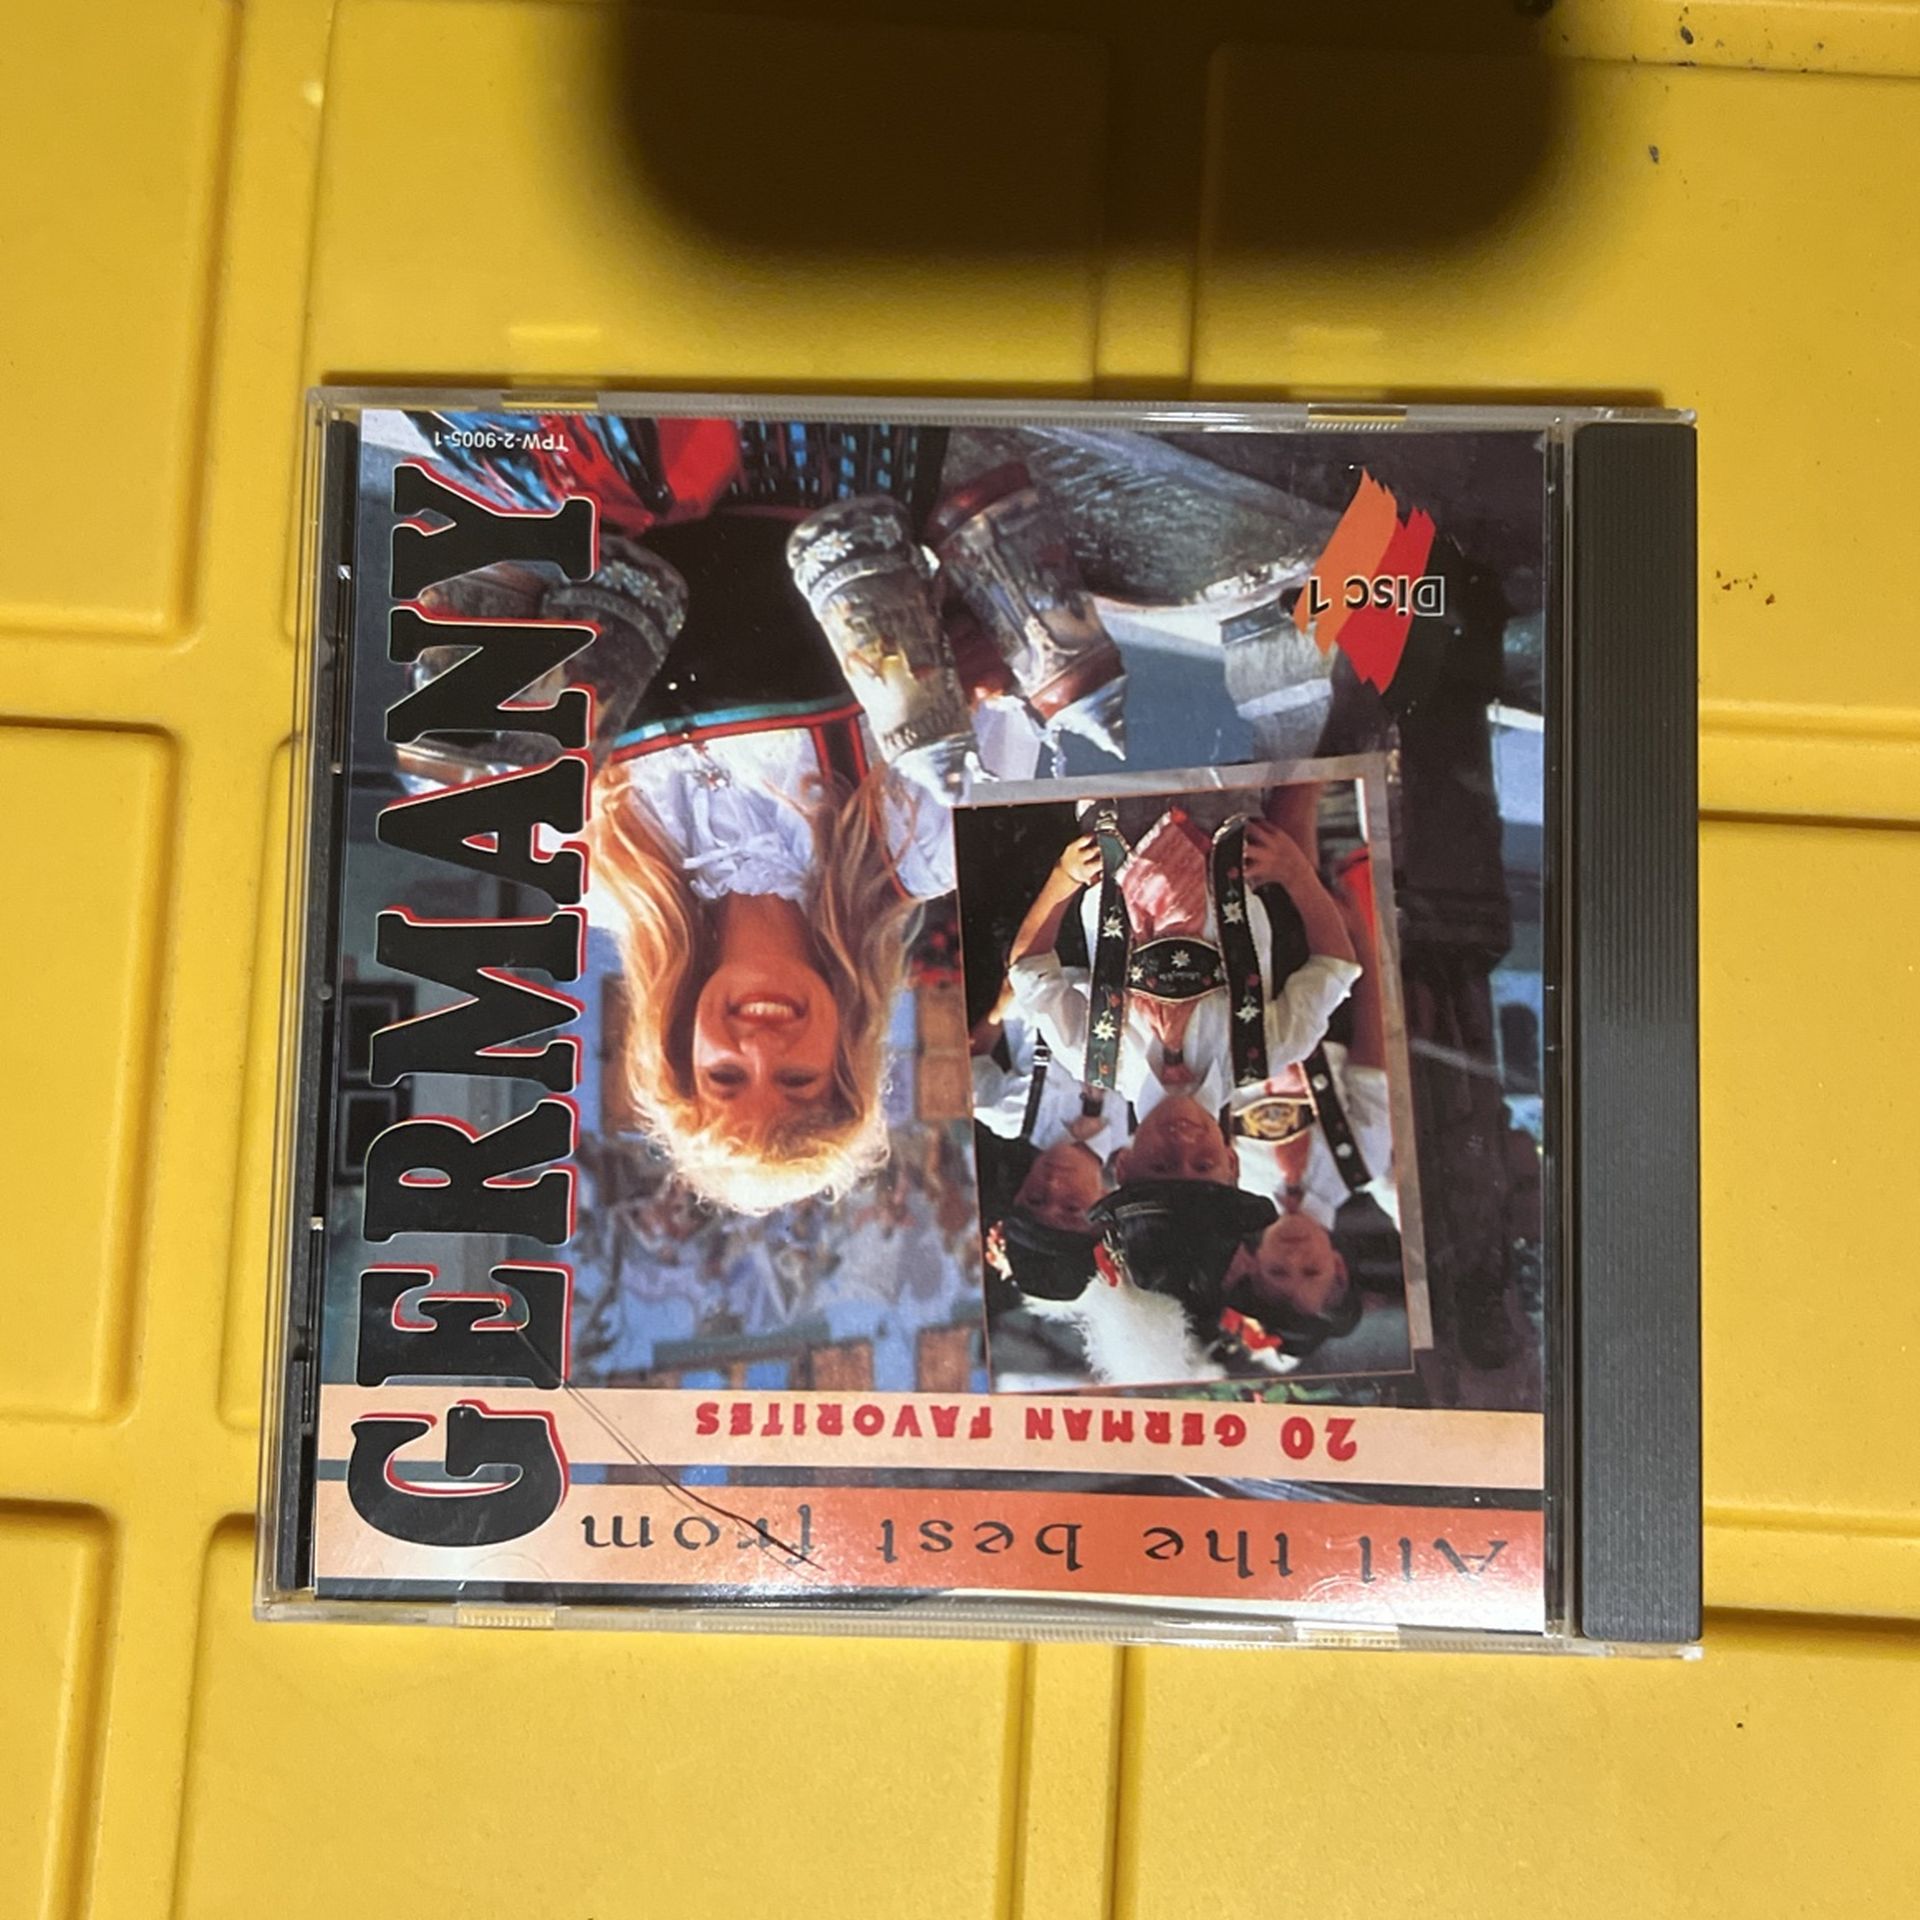 All the best from
20 GERMAN FAVORITES
GERMANY
Disc 1
TPW-2-9005-1